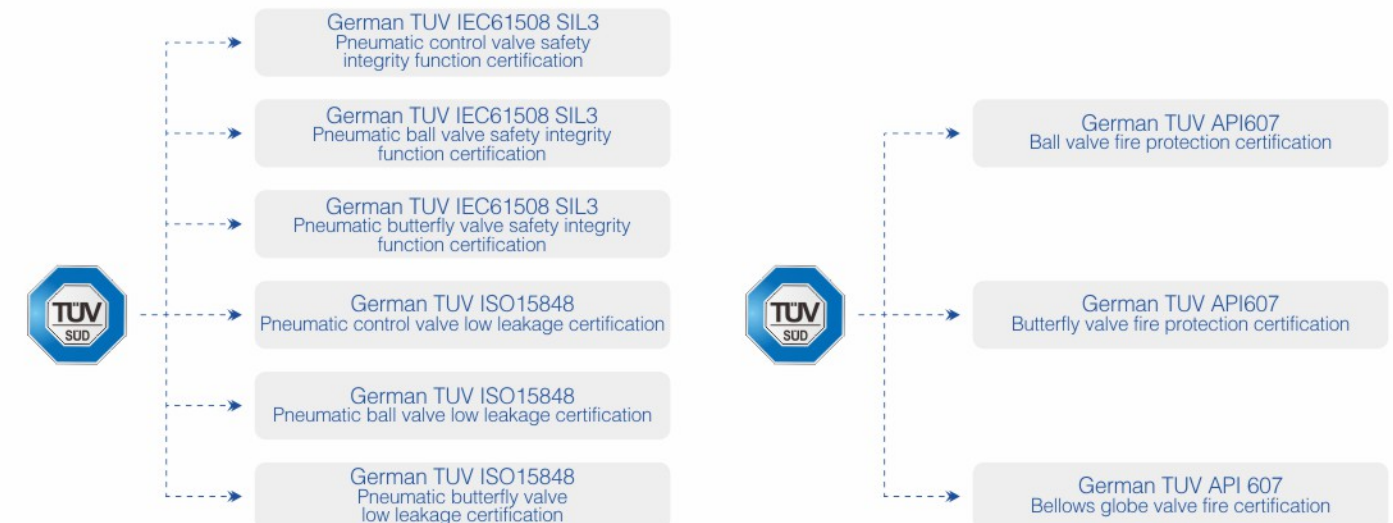 German TUV IEC61508 SIL3
Pneumatic control valve safety
integrity function certification
German TUV IEC61508 SIL3
Pneumatic ball valve safety integrity
function certification
German TUV IEC61508 SIL3
Pneumatic butterfly valve safety integrity
function certification
TÜV
SÜD
German TUV ISO15848
Pneumatic control valve low leakage certification
German TUV ISO15848
Pneumatic ball valve low leakage certification
German TUV ISO15848
Pneumatic butterfly valve
low leakage certification
German TUV API607
Ball valve fire protection certification
TÜV
SÜD
German TUV API607
Butterfly valve fire protection certification
German TUV API 607
Bellows globe valve fire certification